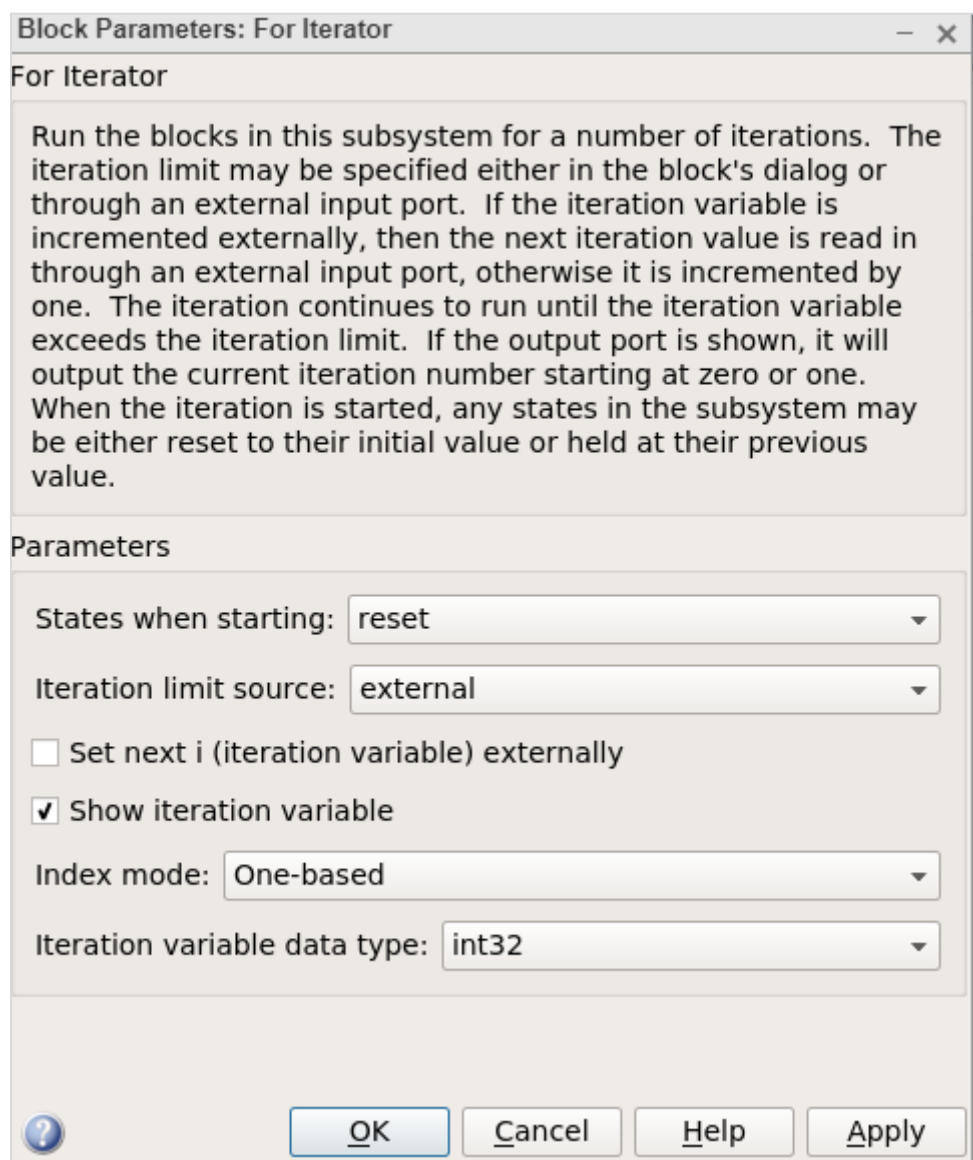 Block Parameters: For Iterator
For Iterator
Run the blocks in this subsystem for a number of iterations.  The
iteration limit may be specified either in the block's dialog or
through an external input port.  If the iteration variable is
incremented externally, then the next iteration value is read in
through an external input port, otherwise it is incremented by
one.  The iteration continues to run until the iteration variable
exceeds the iteration limit.  If the output port is shown, it will
output the current iteration number starting at zero or one.
When the iteration is started, any states in the subsystem may
be either reset to their initial value or held at their previous
value.
Parameters
States when starting: reset
Iteration limit source: external
Set next i (iteration variable) externally
Show iteration variable
Index mode: One-based
Iteration variable data type: int32
? OK Cancel Help Apply